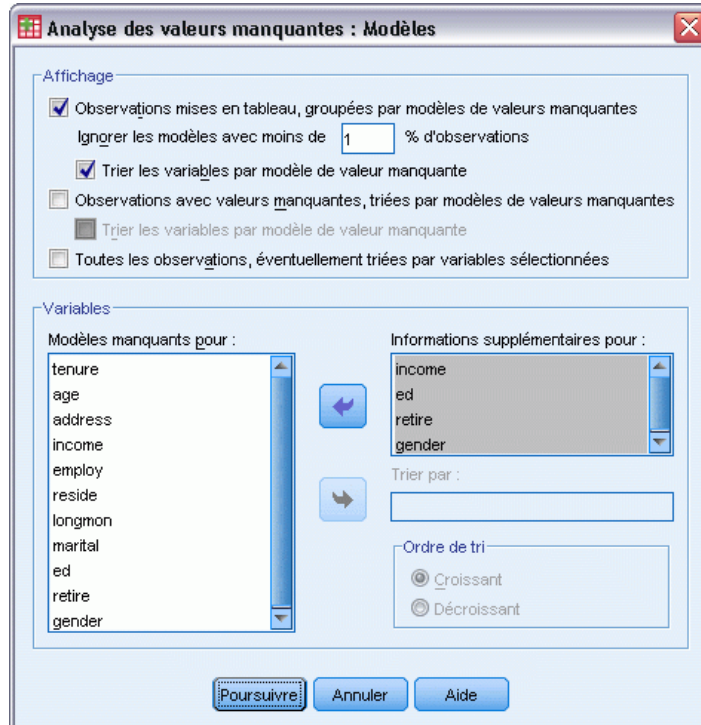 Analyse des valeurs manquantes : Modèles
Affichage
Observations mises en tableau, groupées par modèles de valeurs manquantes
Ignorer les modèles avec moins de 1 % d'observations
Trier les variables par modèle de valeur manquante
Observations avec valeurs manquantes, triées par modèles de valeurs manquantes
Trier les variables par modèle de valeur manquante
Toutes les observations, éventuellement triées par variables sélectionnées
Variables
Modèles manquants pour :
tenure
age
address
income
employ
reside
longmon
marital
ed
retire
gender
Informations supplémentaires pour :
income
ed
retire
gender
Trier par :
Ordre de tri
Croissant
Décroissant
Poursuivre Annuler Aide